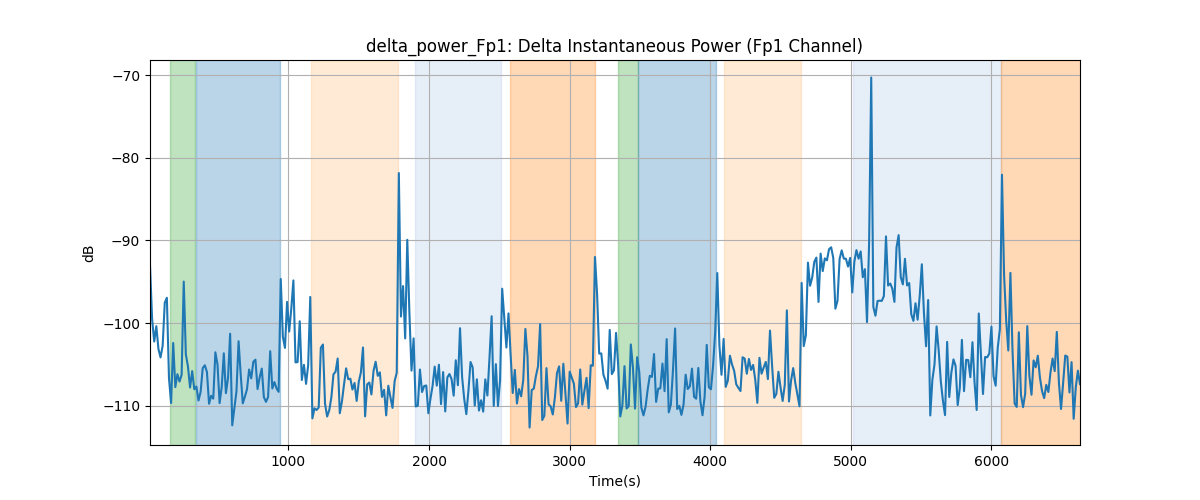 delta_power_Fp1: Delta Instantaneous Power (Fp1 Channel)
dB
−70
−80
−90
−100
−110
1000 2000 3000 4000 5000 6000
Time(s)